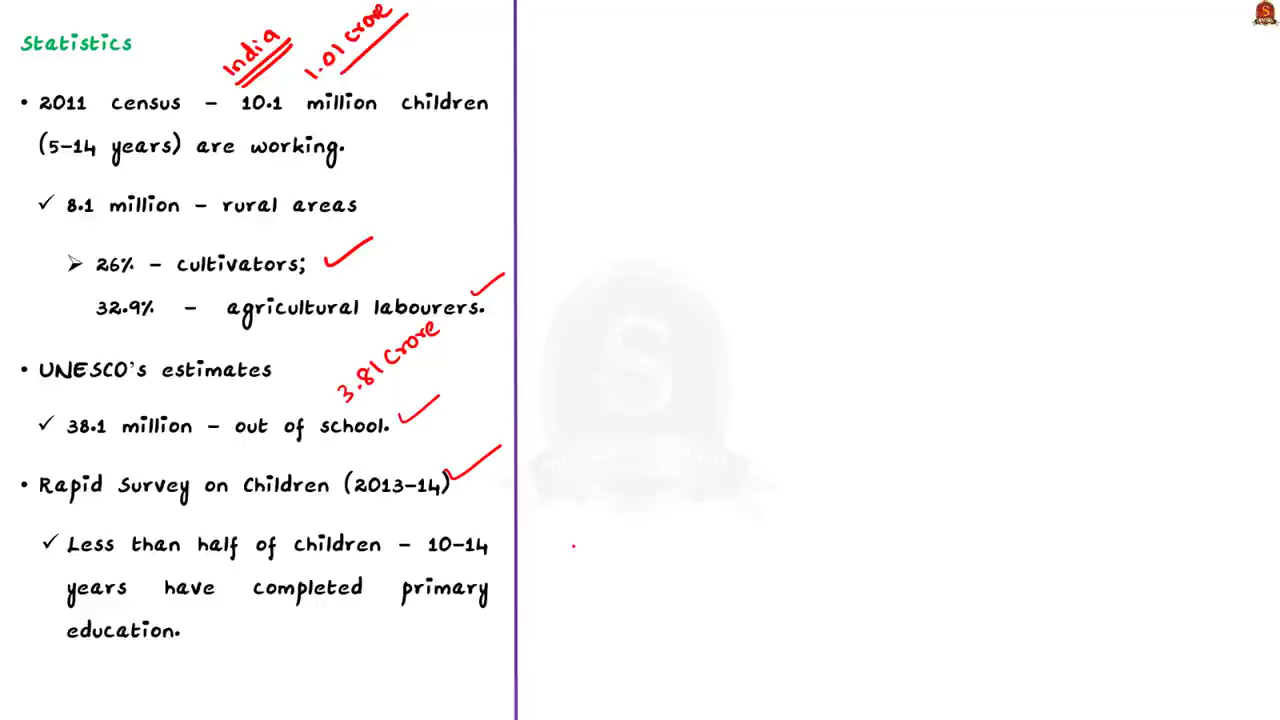 Statistics
India 1.01 Crore
• 2011 census – 10.1 million children
(5-14 years) are working.
✓ 8.1 million – rural areas
➢ 26% – cultivators;
32.9% – agricultural labourers.
3.81 Crore
• UNESCO's estimates
✓ 38.1 million – out of school.
• Rapid Survey on Children (2013-14)
✓ Less than half of children – 10-14
years have completed primary
education.
S